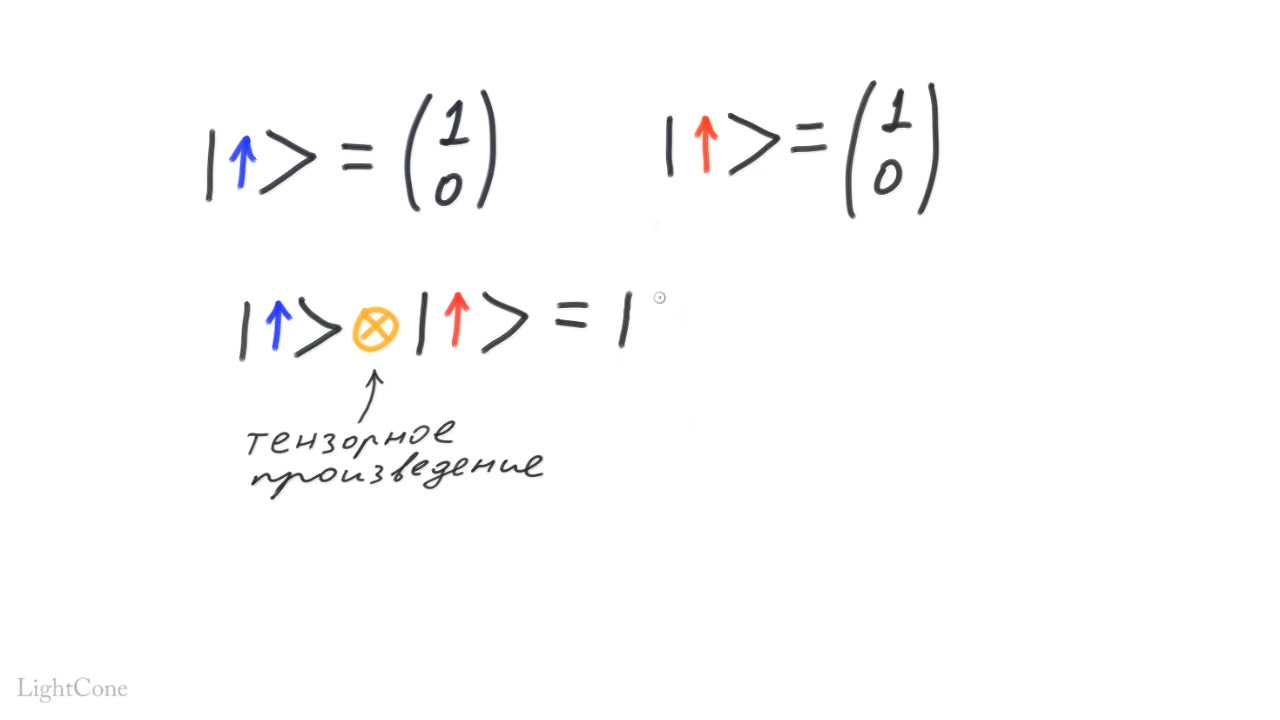 |↑> = (1 0)
|↑> = (1 0)
|↑> ⊗ |↑> = |
тензорное
произведение
LightCone